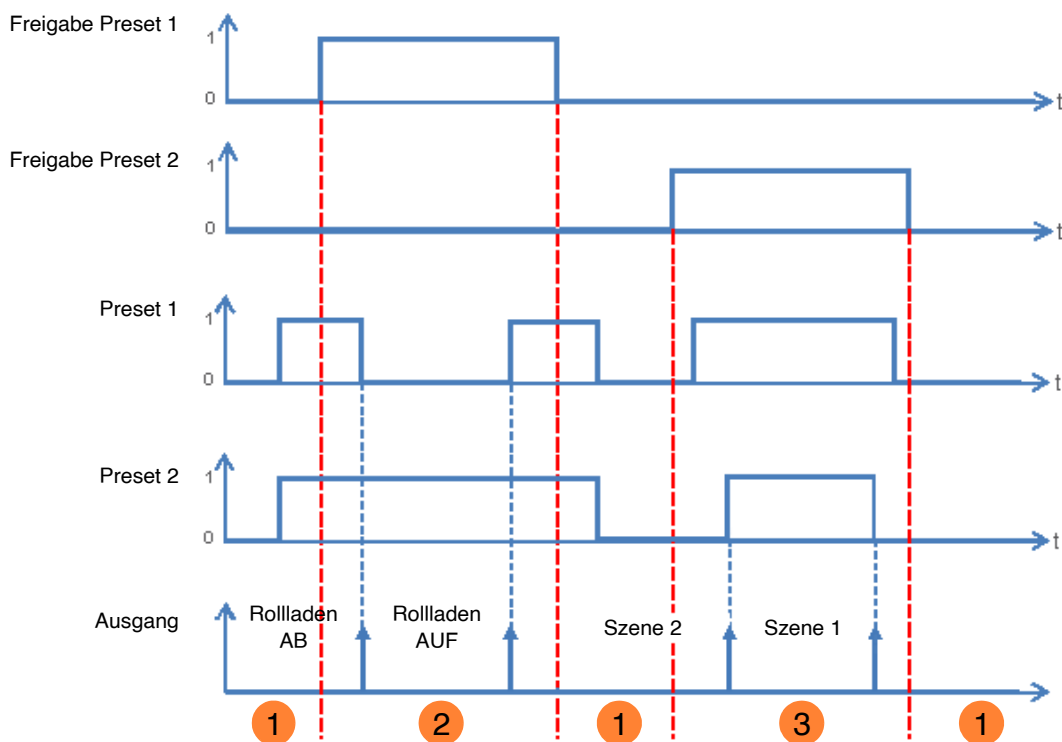 Freigabe Preset 1
1
0
t
Freigabe Preset 2
1
0
t
Preset 1
1
0
t
Preset 2
1
0
t
Ausgang
Rollladen
AB
Rollladen
AUF
Szene 2
Szene 1
t
1
2
1
3
1